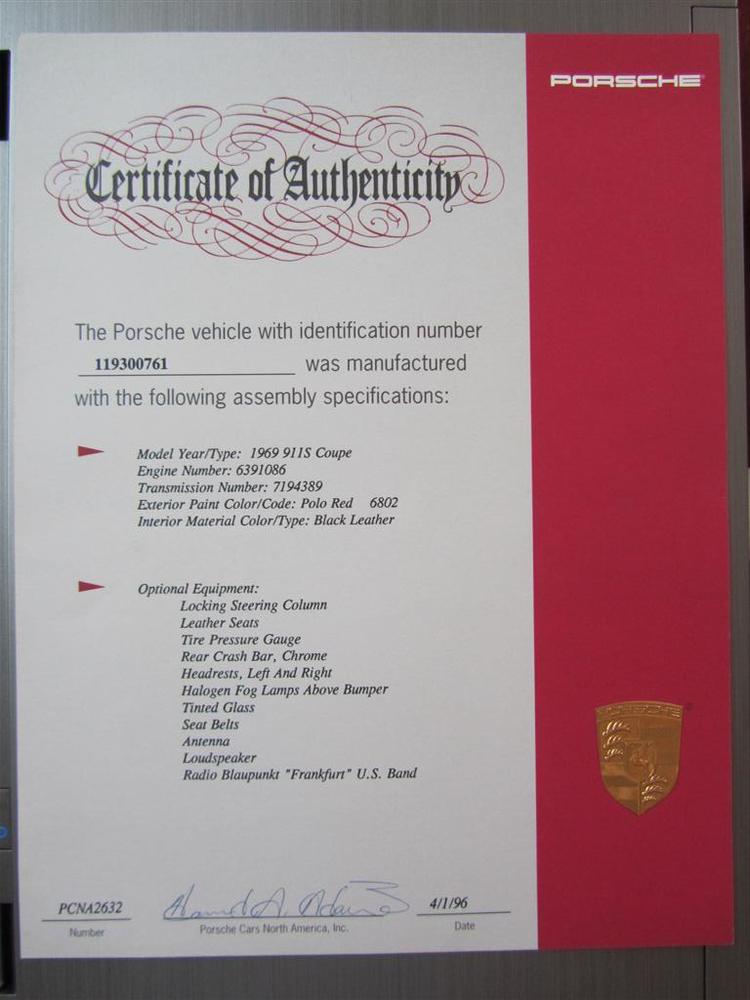 PORSCHE
Certificate of Authenticity
The Porsche vehicle with identification number
119300761 was manufactured
with the following assembly specifications:
Model Year/Type: 1969 911S Coupe
Engine Number: 6391086
Transmission Number: 7194389
Exterior Paint Color/Code: Polo Red 6802
Interior Material Color/Type: Black Leather
Optional Equipment:
Locking Steering Column
Leather Seats
Tire Pressure Gauge
Rear Crash Bar, Chrome
Headrests, Left And Right
Halogen Fog Lamps Above Bumper
Tinted Glass
Seat Belts
Antenna
Loudspeaker
Radio Blaupunkt "Frankfurt" U.S. Band
PCNA2632 4/1/96
Number Porsche Cars North America, Inc. Date